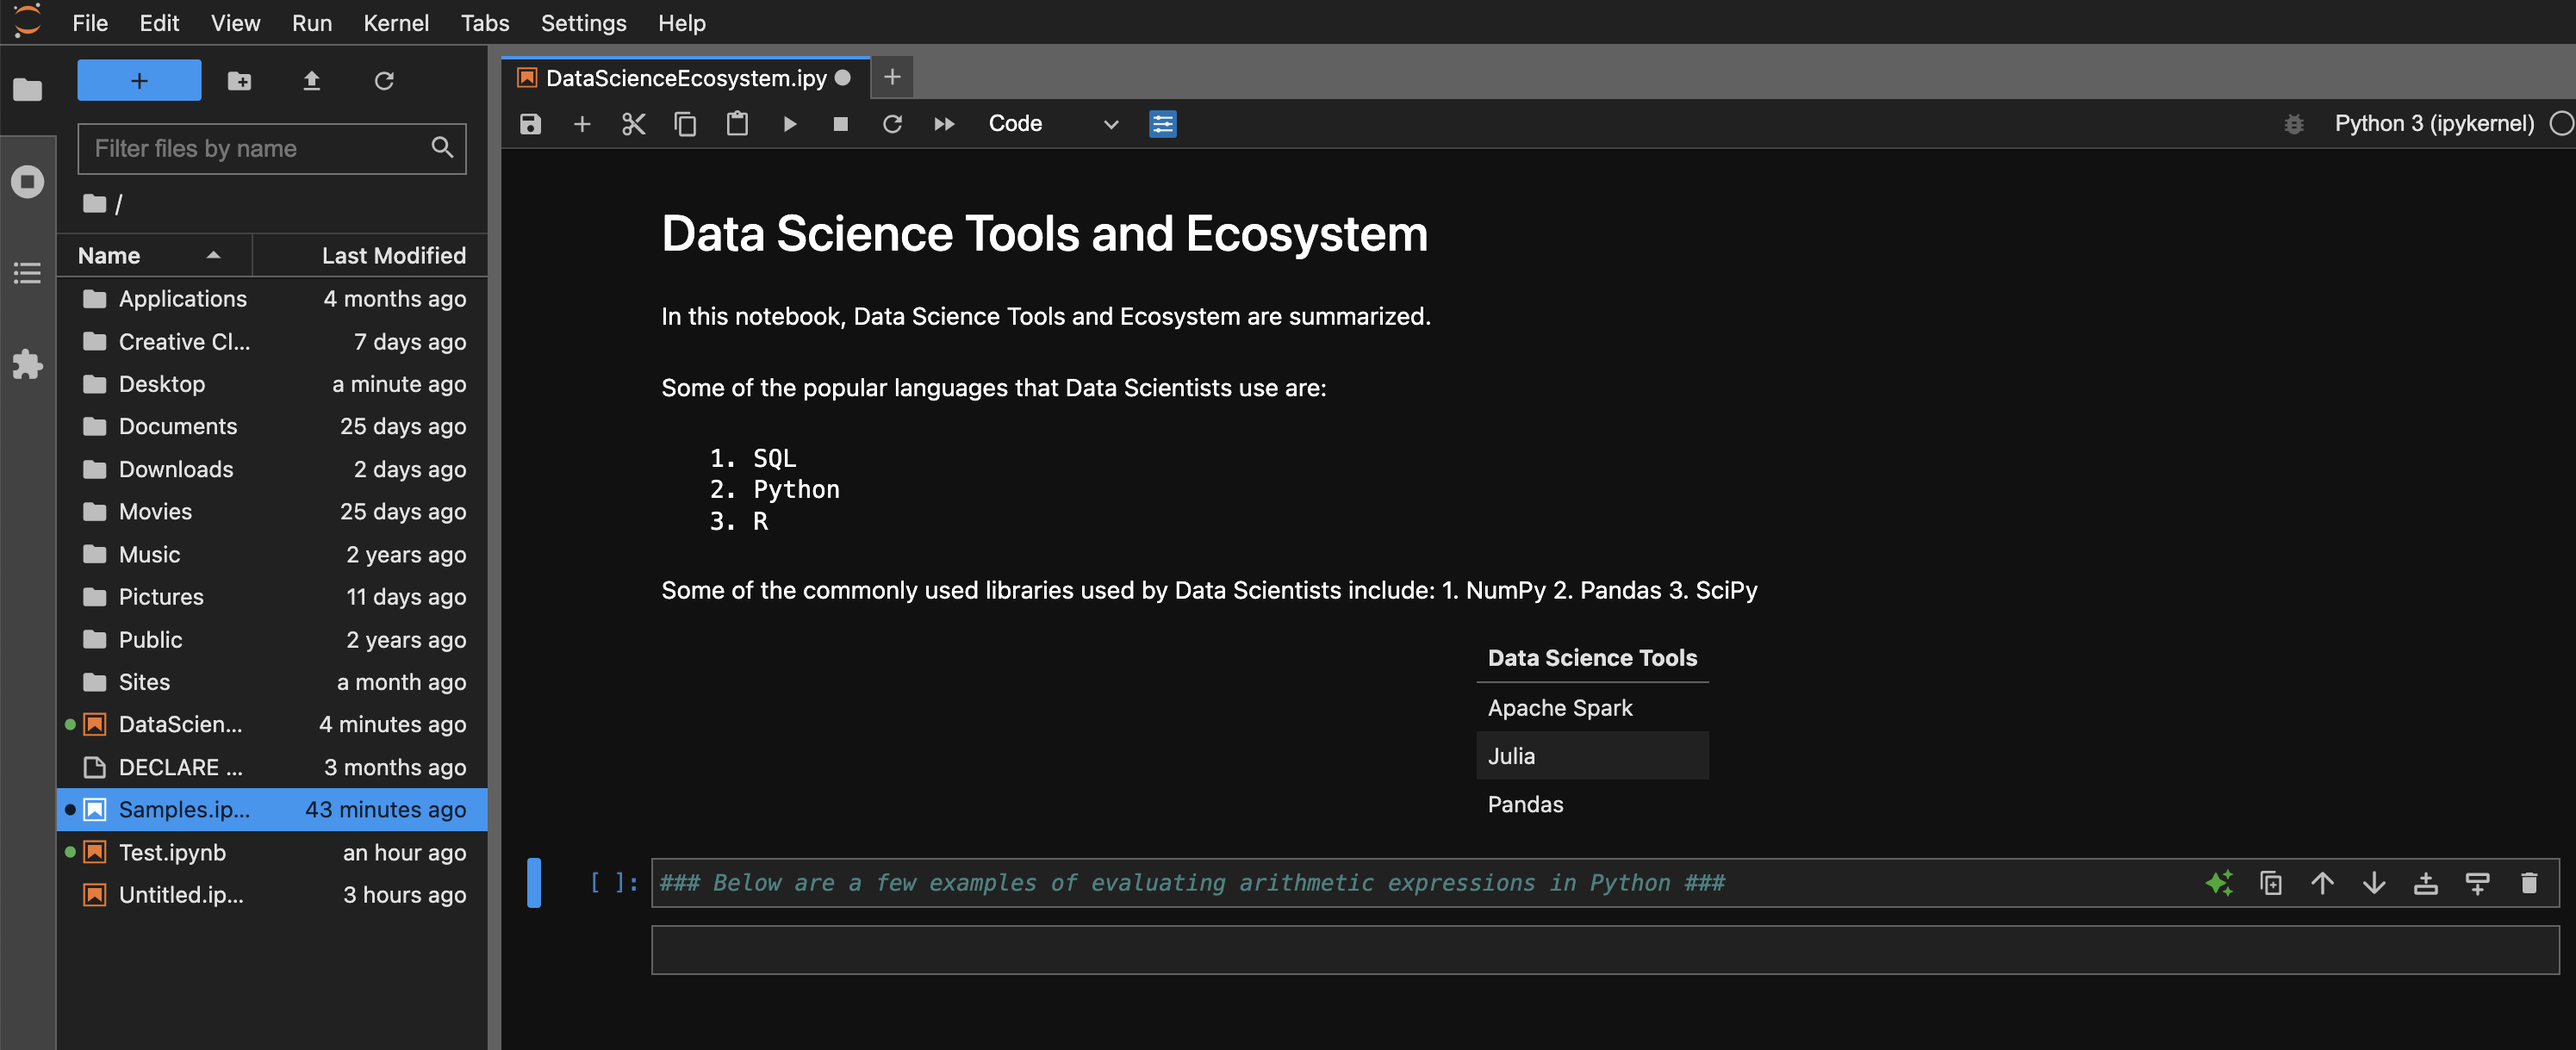 File Edit View Run Kernel Tabs Settings Help
+
Filter files by name
/
Name Last Modified
Applications 4 months ago
Creative Cl... 7 days ago
Desktop a minute ago
Documents 25 days ago
Downloads 2 days ago
Movies 25 days ago
Music 2 years ago
Pictures 11 days ago
Public 2 years ago
Sites a month ago
DataScien... 4 minutes ago
DECLARE ... 3 months ago
Samples.ip... 43 minutes ago
Test.ipynb an hour ago
Untitled.ip... 3 hours ago
DataScienceEcosystem.ipy +
Code Python 3 (ipykernel)
Data Science Tools and Ecosystem
In this notebook, Data Science Tools and Ecosystem are summarized.
Some of the popular languages that Data Scientists use are:
1. SQL
2. Python
3. R
Some of the commonly used libraries used by Data Scientists include: 1. NumPy 2. Pandas 3. SciPy
Data Science Tools
Apache Spark
Julia
Pandas
[ ]: ### Below are a few examples of evaluating arithmetic expressions in Python ###